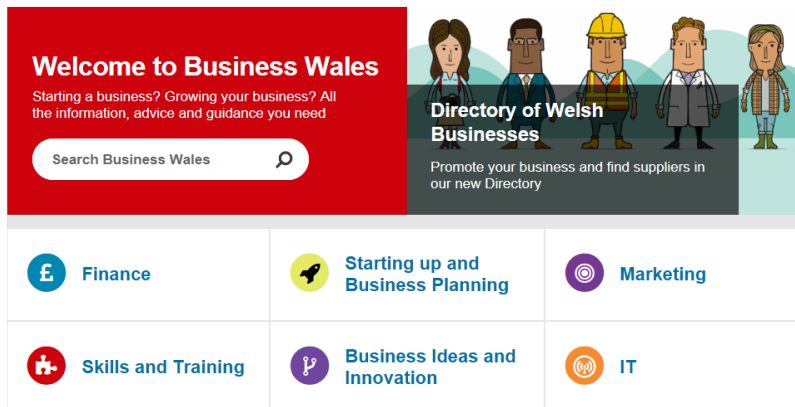 Welcome to Business Wales
Starting a business? Growing your business? All
the information, advice and guidance you need
Search Business Wales
Directory of Welsh
Businesses
Promote your business and find suppliers in
our new Directory
£
Finance
Starting up and
Business Planning
Marketing
Skills and Training
Business Ideas and
Innovation
IT